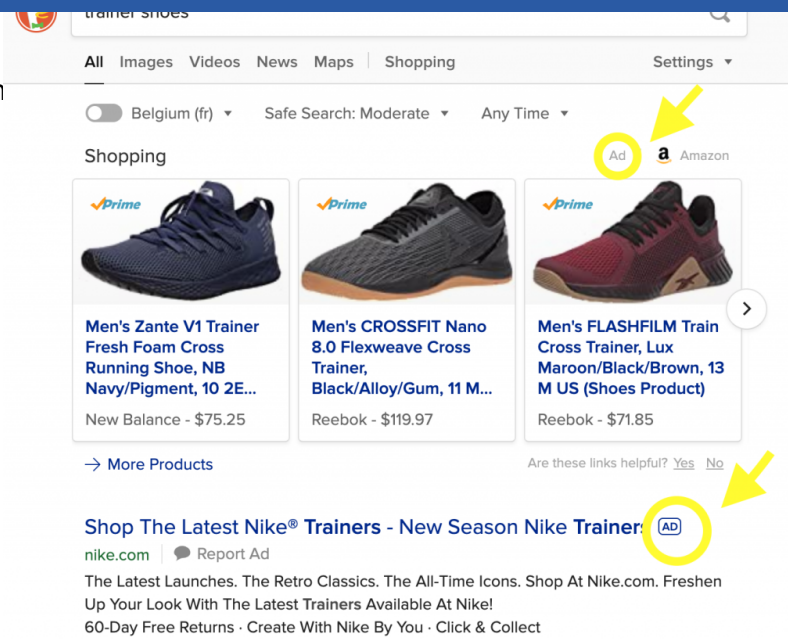 trainer shoes
All Images Videos News Maps Shopping Settings
Belgium (fr) Safe Search: Moderate Any Time
Shopping Ad a Amazon
Prime Prime Prime
Men's Zante V1 Trainer
Fresh Foam Cross
Running Shoe, NB
Navy/Pigment, 10 2E...
New Balance - $75.25
Men's CROSSFIT Nano
8.0 Flexweave Cross
Trainer,
Black/Alloy/Gum, 11 M...
Reebok - $119.97
Men's FLASHFILM Train
Cross Trainer, Lux
Maroon/Black/Brown, 13
M US (Shoes Product)
Reebok - $71.85
More Products Are these links helpful? Yes No
Shop The Latest Nike® Trainers - New Season Nike Trainers AD
nike.com Report Ad
The Latest Launches. The Retro Classics. The All-Time Icons. Shop At Nike.com. Freshen
Up Your Look With The Latest Trainers Available At Nike!
60-Day Free Returns · Create With Nike By You · Click & Collect